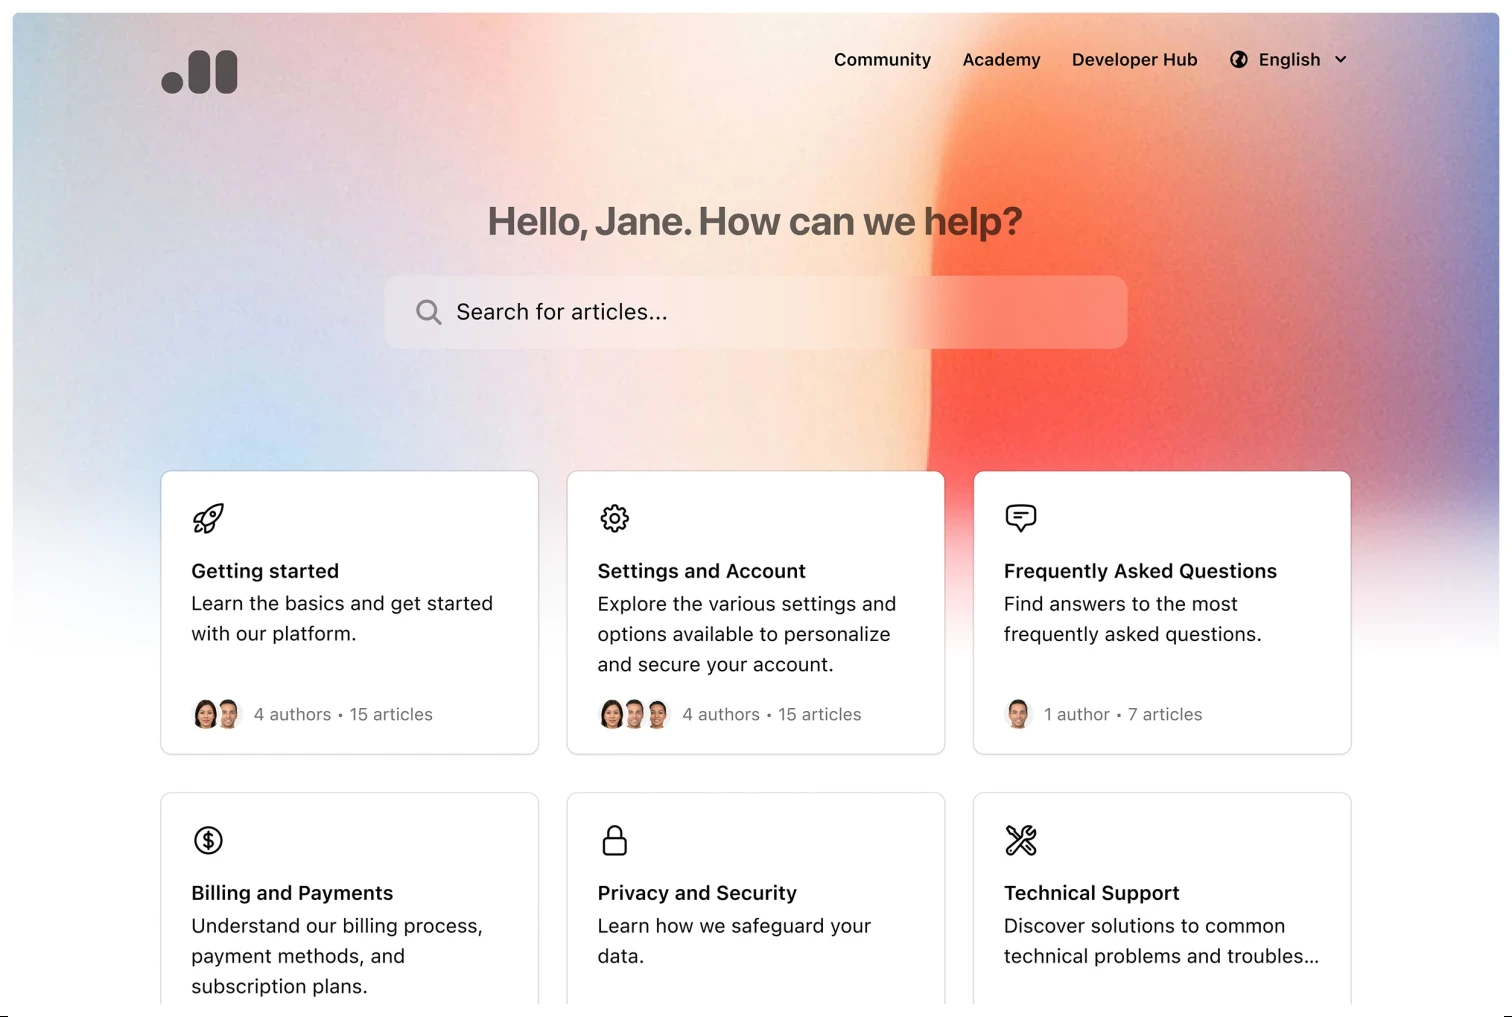 Community Academy Developer Hub English
Hello, Jane. How can we help?
Search for articles...
Getting started
Learn the basics and get started
with our platform.
4 authors • 15 articles
Settings and Account
Explore the various settings and
options available to personalize
and secure your account.
4 authors • 15 articles
Frequently Asked Questions
Find answers to the most
frequently asked questions.
1 author • 7 articles
Billing and Payments
Understand our billing process,
payment methods, and
subscription plans.
Privacy and Security
Learn how we safeguard your
data.
Technical Support
Discover solutions to common
technical problems and troubles...